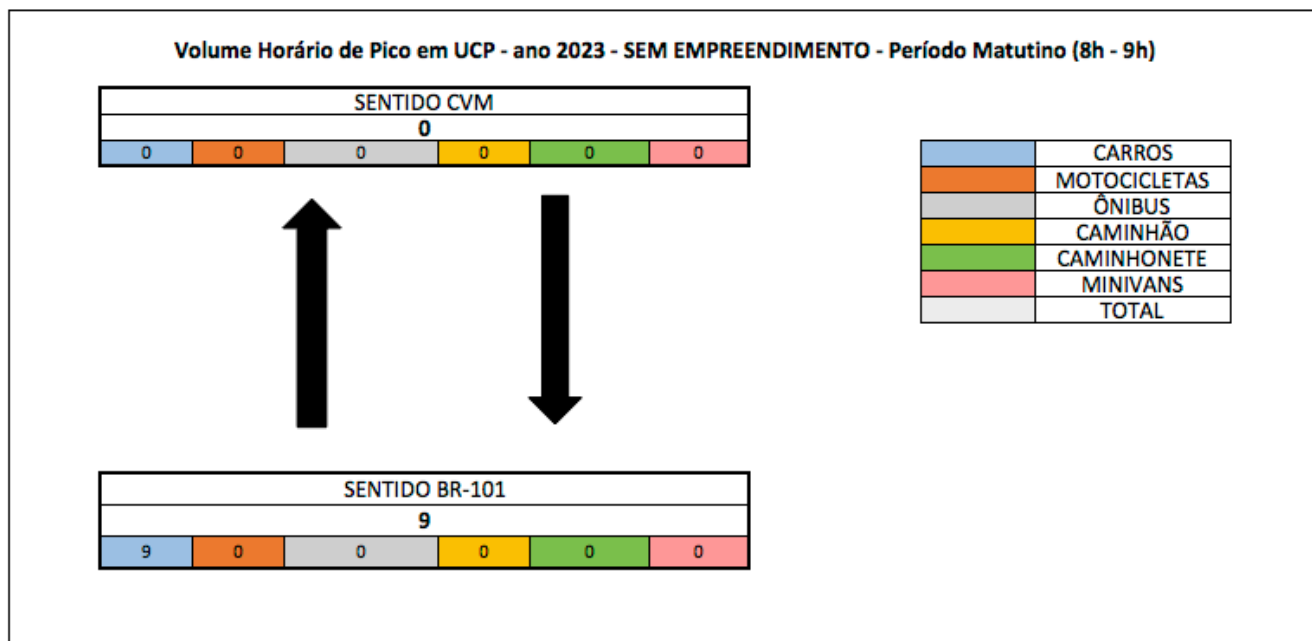 Volume Horário de Pico em UCP - ano 2023 - SEM EMPREENDIMENTO - Período Matutino (8h - 9h)
SENTIDO CVM
0
0 0 0 0 0 0
CARROS
MOTOCICLETAS
ÔNIBUS
CAMINHÃO
CAMINHONETE
MINIVANS
TOTAL
SENTIDO BR-101
9
9 0 0 0 0 0